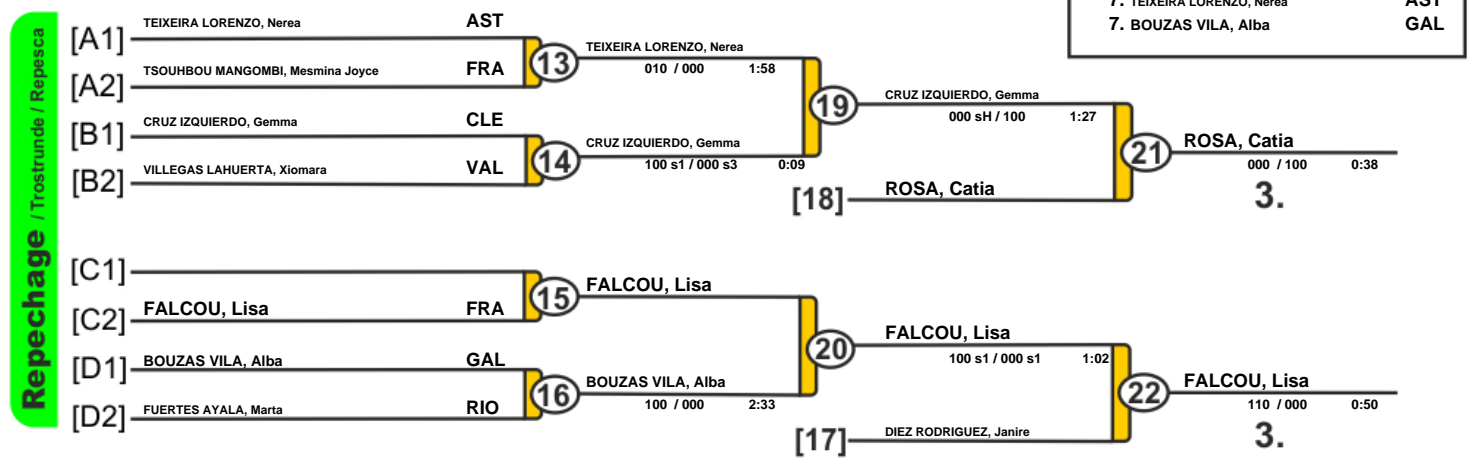 7. TEIXEIRA LORENZO, Nerea AST
7. BOUZAS VILA, Alba GAL
Repechage / Trostrunde / Repesca
[A1] TEIXEIRA LORENZO, Nerea AST
[A2] TSOUHBOU MANGOMBI, Mesmina Joyce FRA
13
TEIXEIRA LORENZO, Nerea
010 / 000 1:58
[B1] CRUZ IZQUIERDO, Gemma CLE
[B2] VILLEGAS LAHUERTA, Xiomara VAL
14
CRUZ IZQUIERDO, Gemma
100 s1 / 000 s3 0:09
19
CRUZ IZQUIERDO, Gemma
000 sH / 100 1:27
[18] ROSA, Catia
21
ROSA, Catia
000 / 100 0:38
3.
[C1]
[C2] FALCOU, Lisa FRA
15
FALCOU, Lisa
[D1] BOUZAS VILA, Alba GAL
[D2] FUERTES AYALA, Marta RIO
16
BOUZAS VILA, Alba
100 / 000 2:33
20
FALCOU, Lisa
100 s1 / 000 s1 1:02
[17] DIEZ RODRIGUEZ, Janire
22
FALCOU, Lisa
110 / 000 0:50
3.